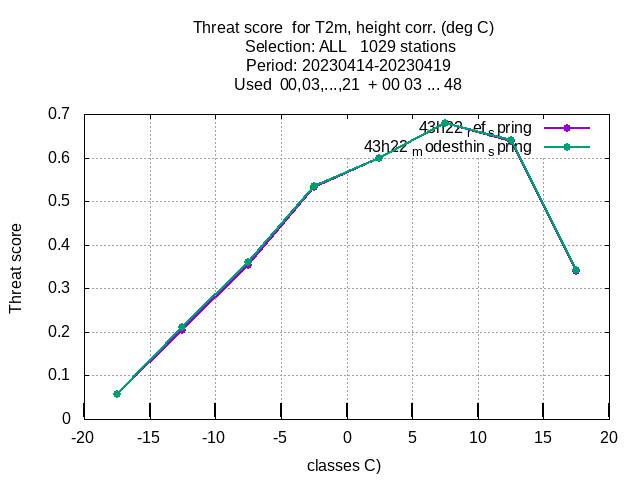 Threat score  for T2m, height corr. (deg C)
Selection: ALL   1029 stations
Period: 20230414-20230419
Used  00,03,...,21  + 00 03 ... 48
43h22_ref_spring
43h22_modesthin_spring
0.7
0.6
0.5
0.4
0.3
0.2
0.1
0
Threat score
-20 -15 -10 -5 0 5 10 15 20
classes C)